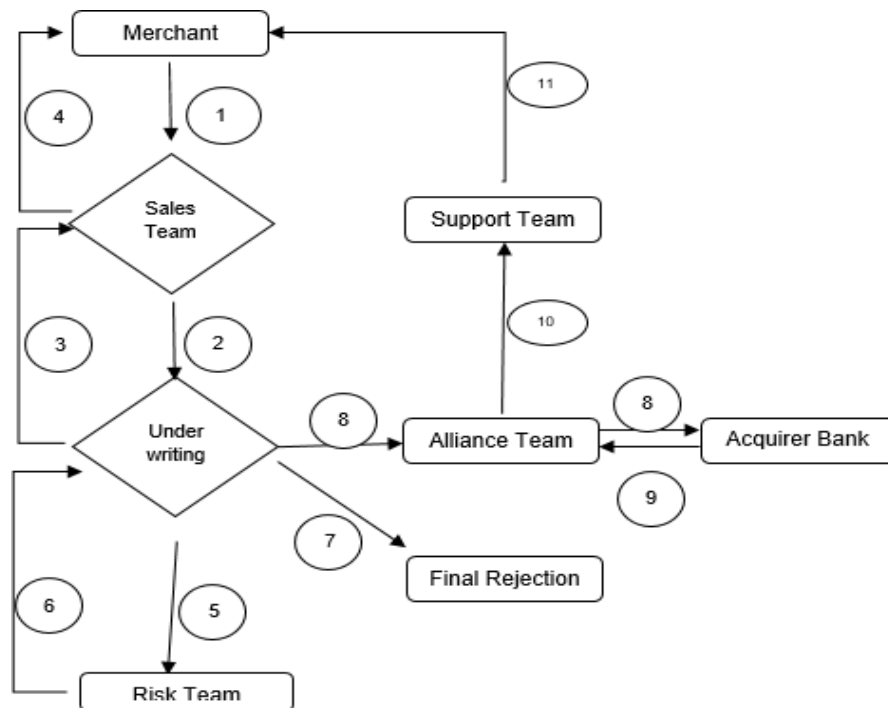 Merchant
4
1
11
Sales
Team
Support Team
3
2
10
8
8
Under
writing
Alliance Team
Acquirer Bank
9
7
Final Rejection
6
5
Risk Team